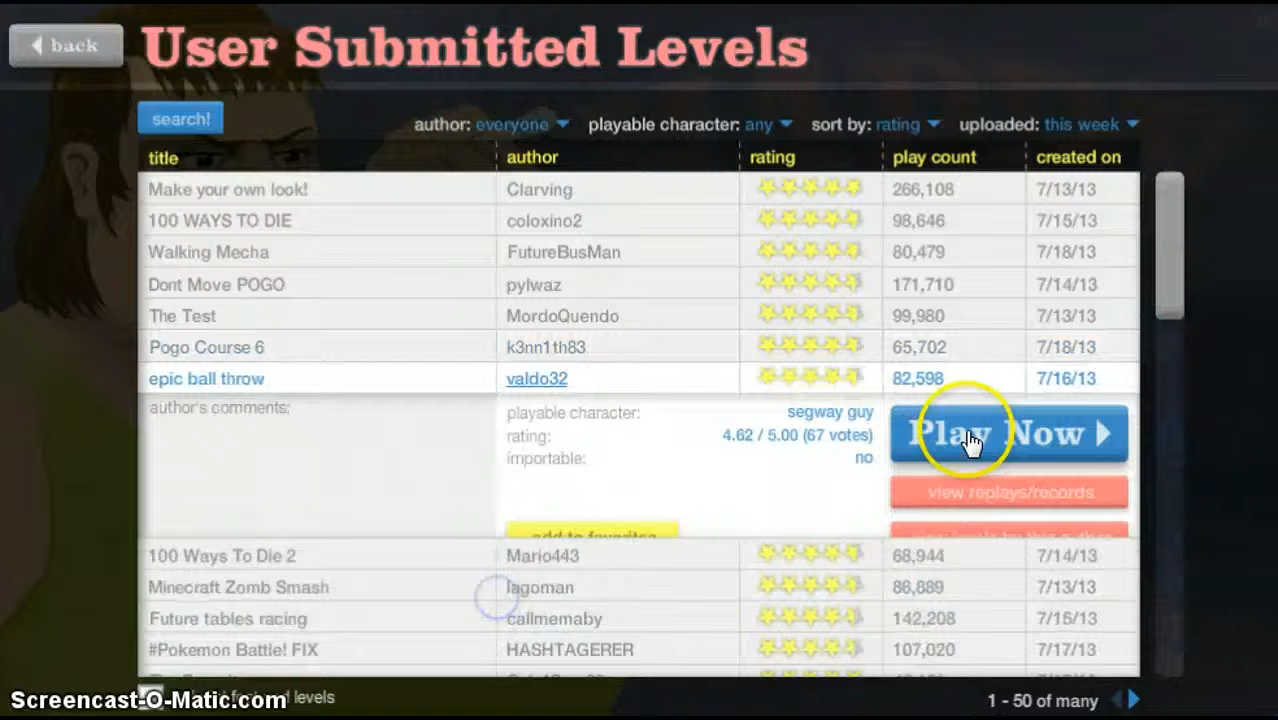 back
User Submitted Levels
search!
author: everyone playable character: any sort by: rating uploaded: this week
title author rating play count created on
Make your own look! Clarving 266,108 7/13/13
100 WAYS TO DIE coloxino2 98,646 7/15/13
Walking Mecha FutureBusMan 80,479 7/18/13
Dont Move POGO pylwaz 171,710 7/14/13
The Test MordoQuendo 99,980 7/13/13
Pogo Course 6 k3nn1th83 65,702 7/18/13
epic ball throw valdo32 82,598 7/16/13
author's comments:
playable character: segway guy
rating: 4.62 / 5.00 (67 votes)
importable: no
Play Now
view replays/records
add to favorites
view levels by this author
100 Ways To Die 2 Mario443 68,944 7/14/13
Minecraft Zomb Smash lagoman 86,889 7/13/13
Future tables racing callmemaby 142,208 7/15/13
#Pokemon Battle! FIX HASHTAGERER 107,020 7/17/13
levels
1 - 50 of many
Screencast-O-Matic.com